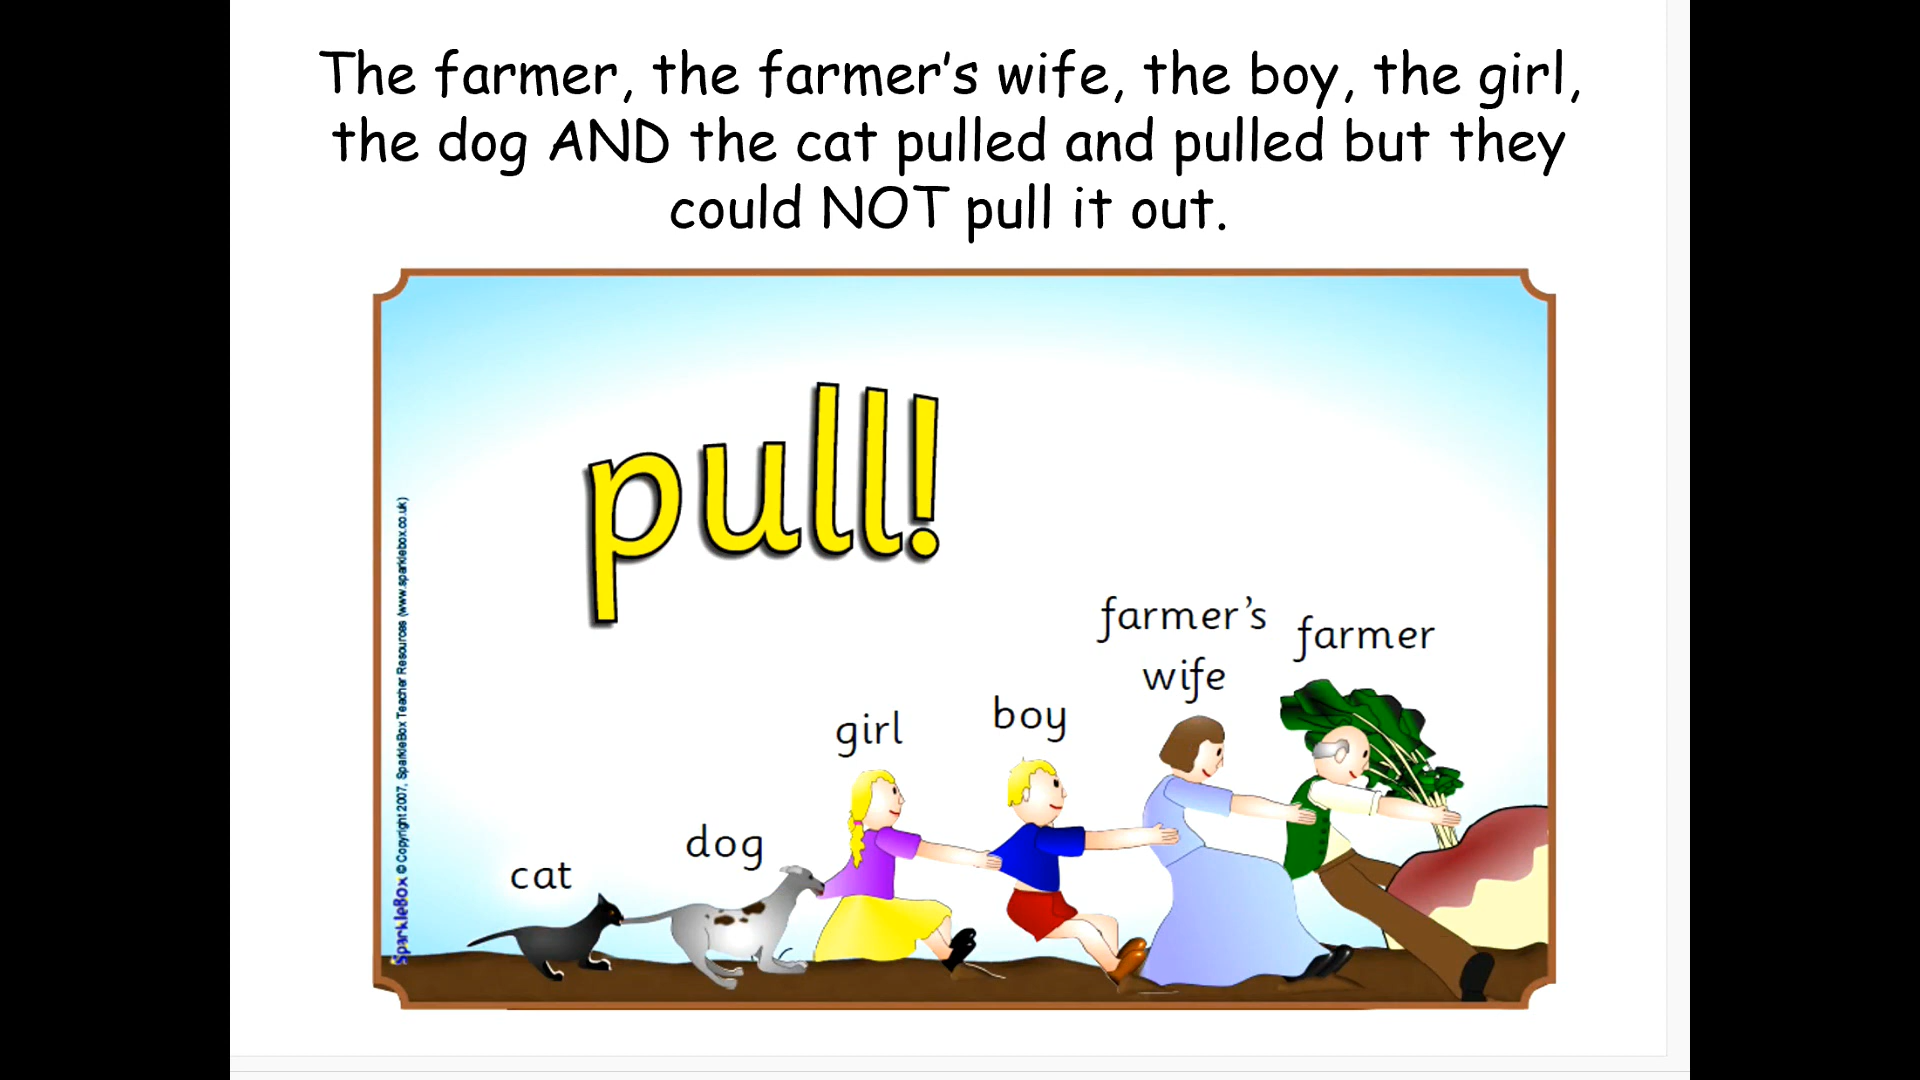 The farmer, the farmer’s wife, the boy, the girl,
the dog AND the cat pulled and pulled but they
could NOT pull it out.
pull!
farmer’s
wife
farmer
girl
boy
dog
cat
SparkleBox © Copyright 2007, SparkleBox Teacher Resources (www.sparklebox.co.uk)